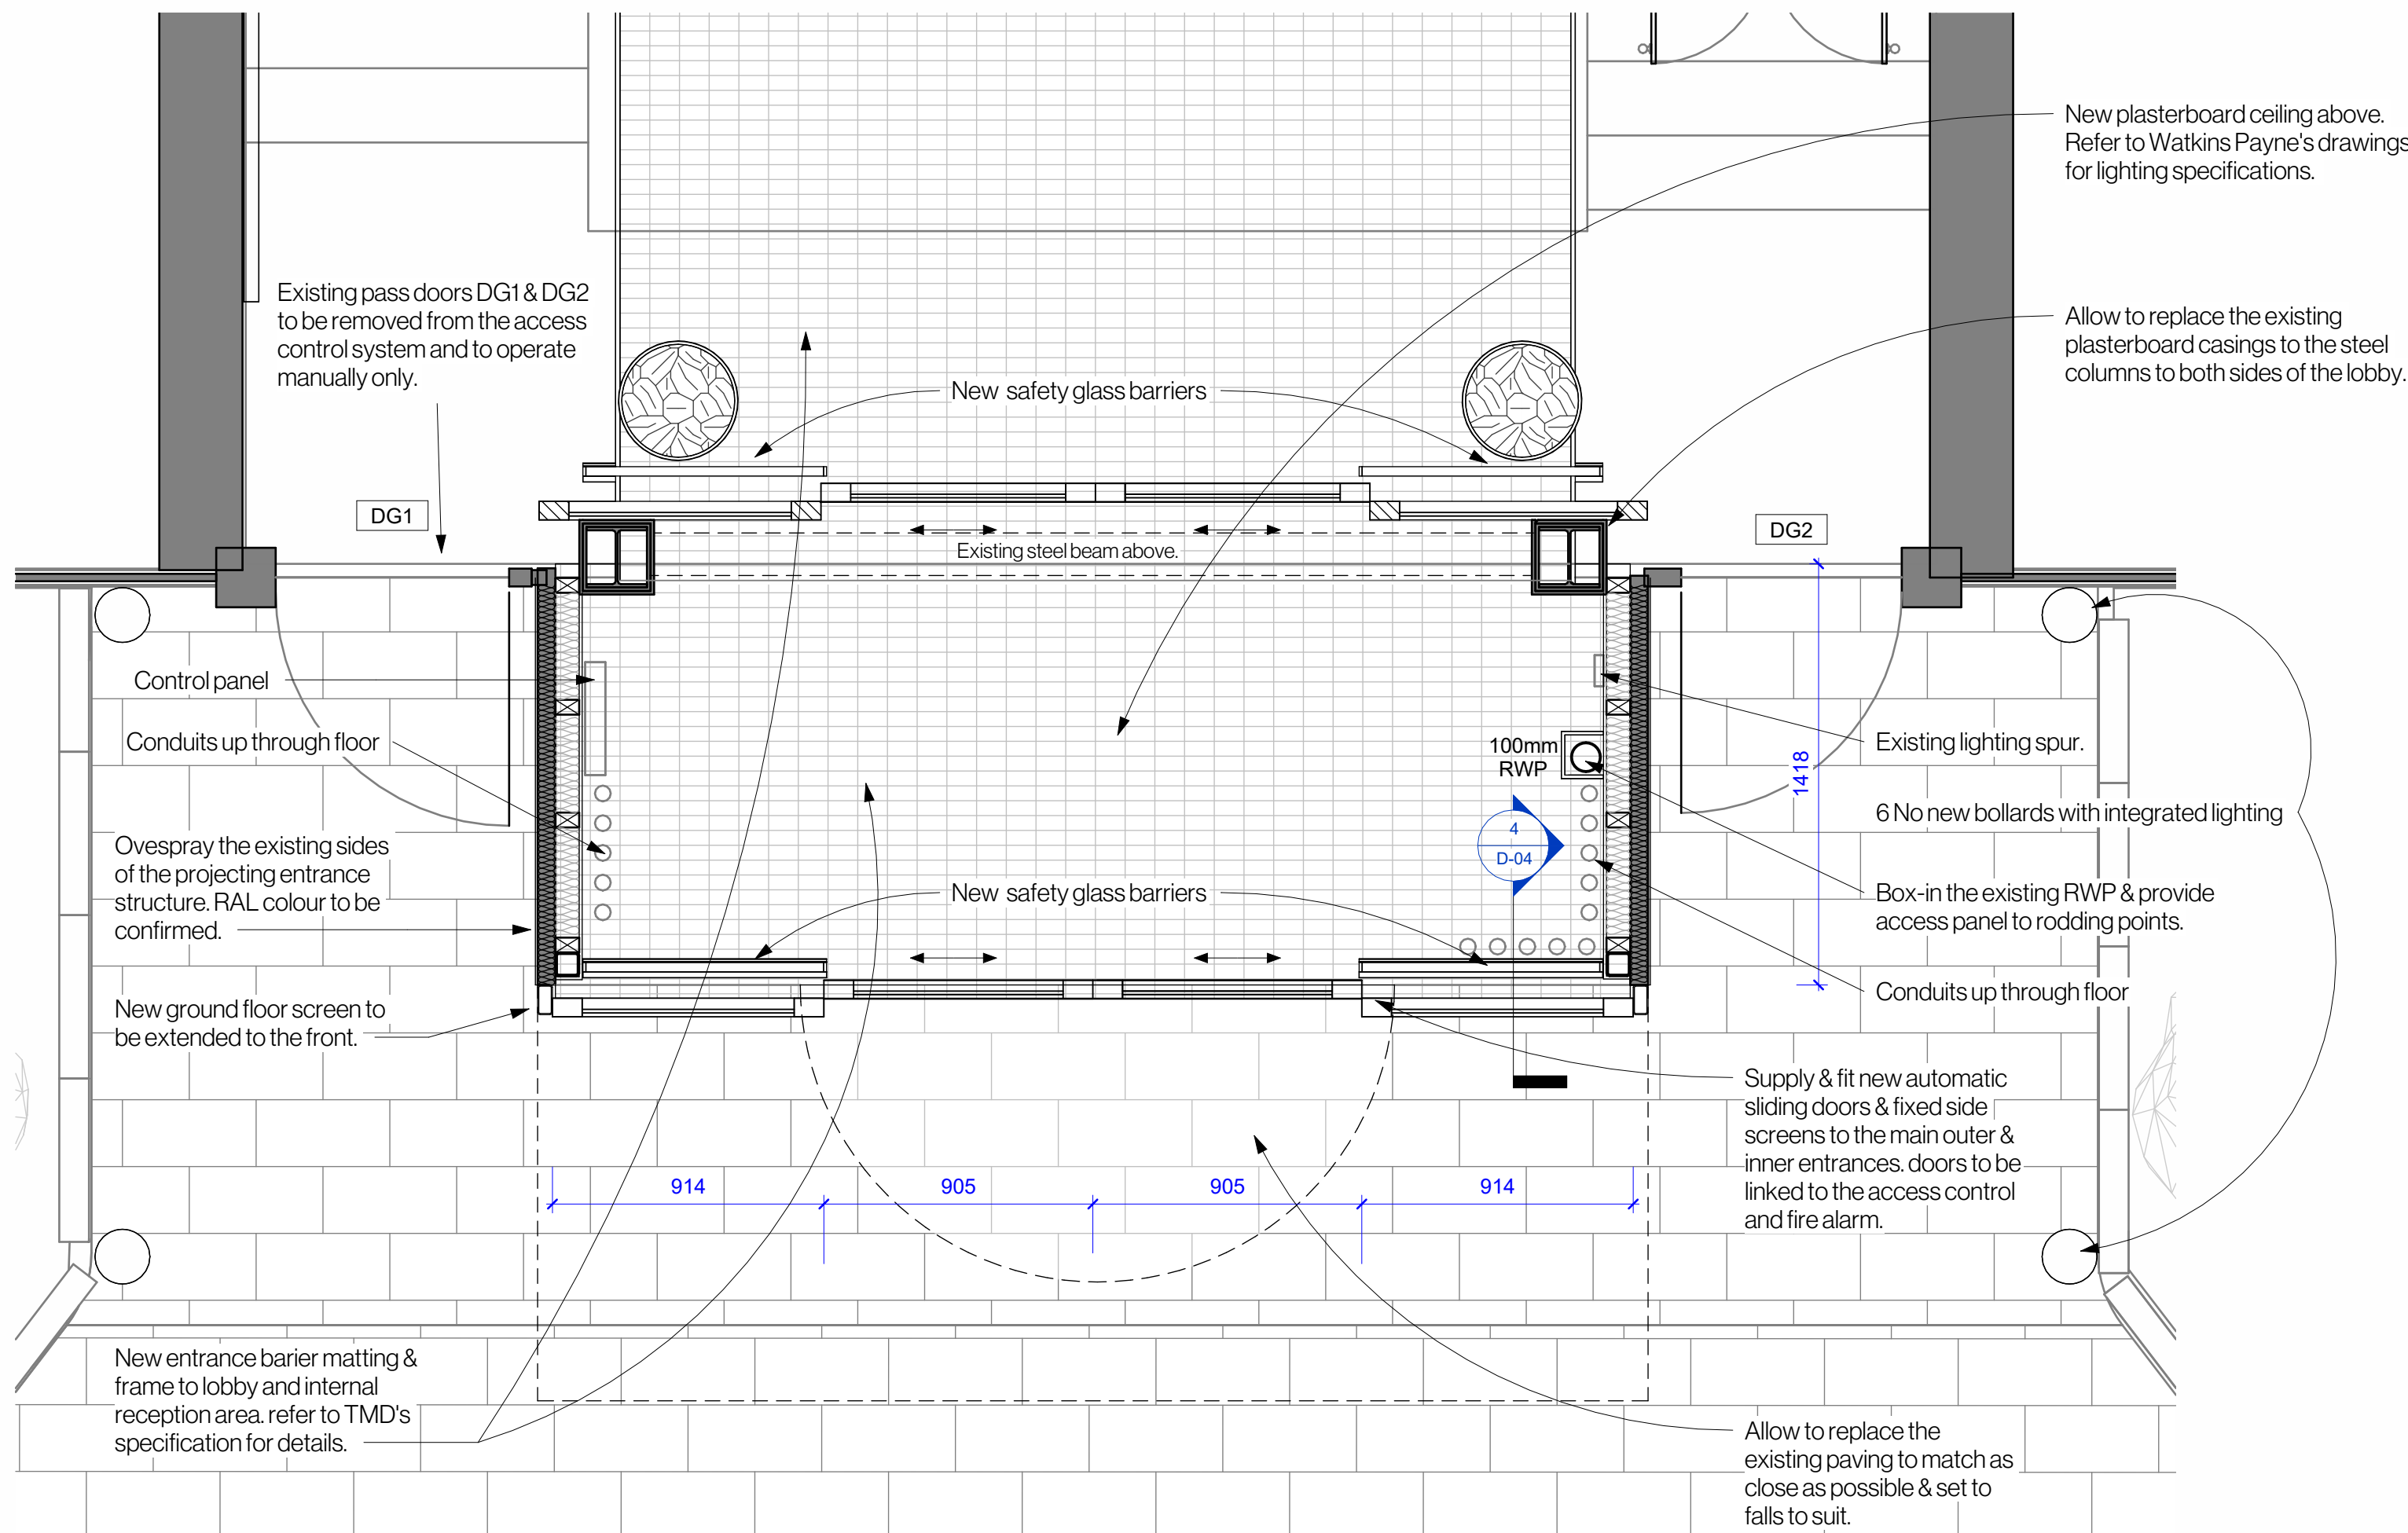 New plasterboard ceiling above.
Refer to Watkins Payne's drawings
for lighting specifications.
Existing pass doors DG1 & DG2
to be removed from the access
control system and to operate
manually only.
Allow to replace the existing
plasterboard casings to the steel
columns to both sides of the lobby.
New safety glass barriers
DG1
DG2
Existing steel beam above.
Control panel
Conduits up through floor
100mm
RWP
Existing lighting spur.
1418
6 No new bollards with integrated lighting
4
D-04
Ovespray the existing sides
of the projecting entrance
structure. RAL colour to be
confirmed.
New safety glass barriers
Box-in the existing RWP & provide
access panel to rodding points.
New ground floor screen to
be extended to the front.
Conduits up through floor
Supply & fit new automatic
sliding doors & fixed side
screens to the main outer &
inner entrances. doors to be
linked to the access control
and fire alarm.
914
905
905
914
New entrance barier matting &
frame to lobby and internal
reception area. refer to TMD's
specification for details.
Allow to replace the
existing paving to match as
close as possible & set to
falls to suit.